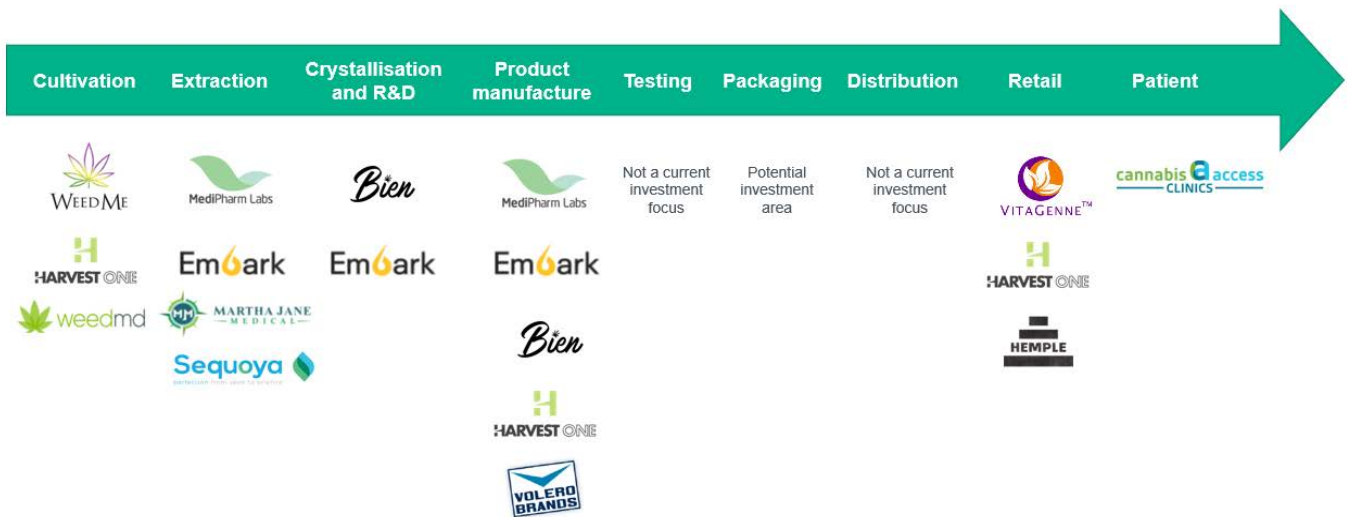 Cultivation
Extraction
Crystallisation
and R&D
Product
manufacture
Testing
Packaging
Distribution
Retail
Patient
WEEDME
HARVEST ONE
weedmd
MediPharm Labs
Embark
MJM
MARTHA JANE
MEDICAL
Sequoya
Bien
Embark
MediPharm Labs
Embark
Bien
HARVEST ONE
VOLERO
BRANDS
Not a current
investment
focus
Potential
investment
area
Not a current
investment
focus
VITAGENNE™
HARVEST ONE
HEMPLE
cannabis a access
CLINICS